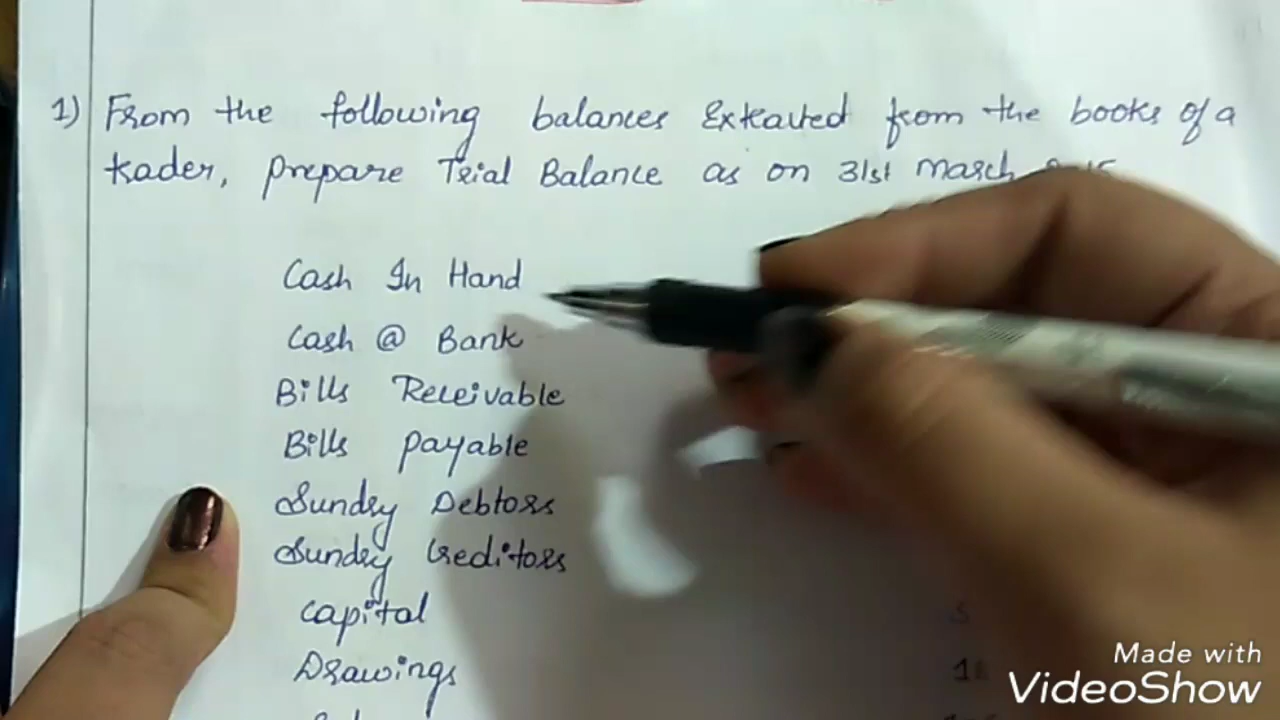 1) From the following balances Extracted from the books of a
trader, prepare Trial Balance as on 31st March
Cash In Hand
Cash @ Bank
Bills Receivable
Bills payable
Sundry Debtors
Sundry Creditors
Capital
Drawings
Made with
VideoShow